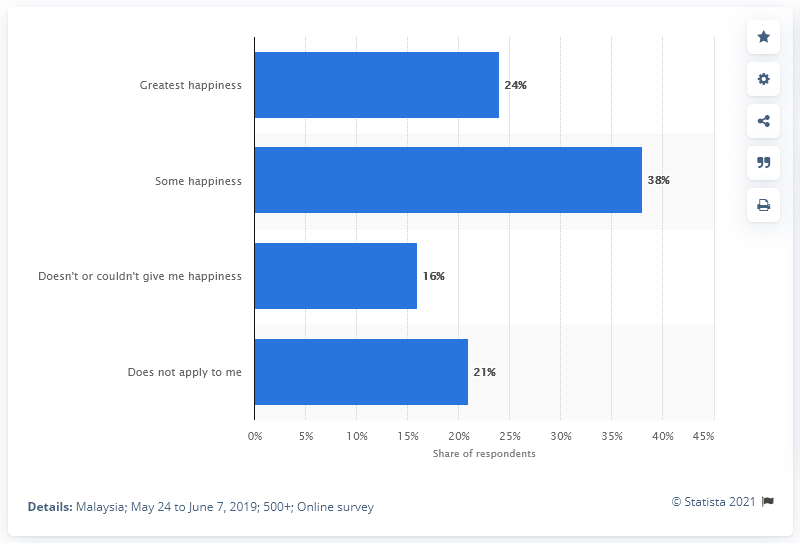 Greatest happiness
24%
Some happiness
38%
Doesn't or couldn't give me happiness
16%
Does not apply to me
21%
0% 5% 10% 15% 20% 25% 30% 35% 40% 45%
Share of respondents
Details: Malaysia; May 24 to June 7, 2019; 500+; Online survey
© Statista 2021